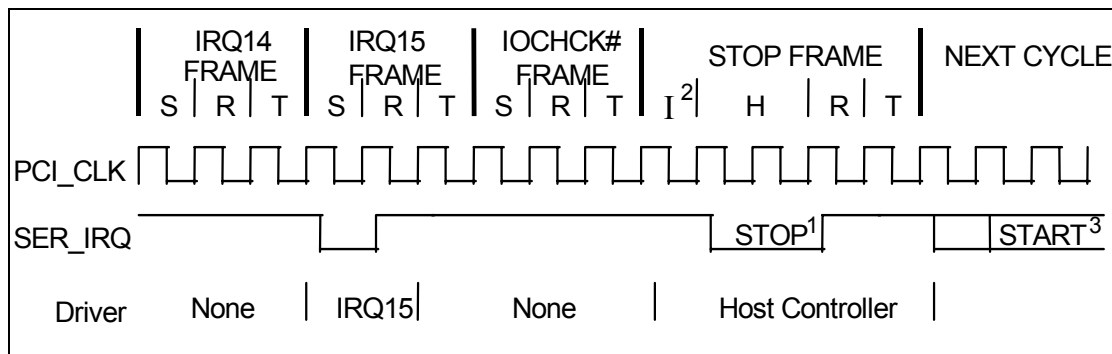 IRQ14 FRAME
IRQ15 FRAME
IOCHCK# FRAME
STOP FRAME
NEXT CYCLE
S R T S R T S R T I² H R T
PCI_CLK
SER_IRQ STOP¹ START³
Driver None IRQ15 None Host Controller